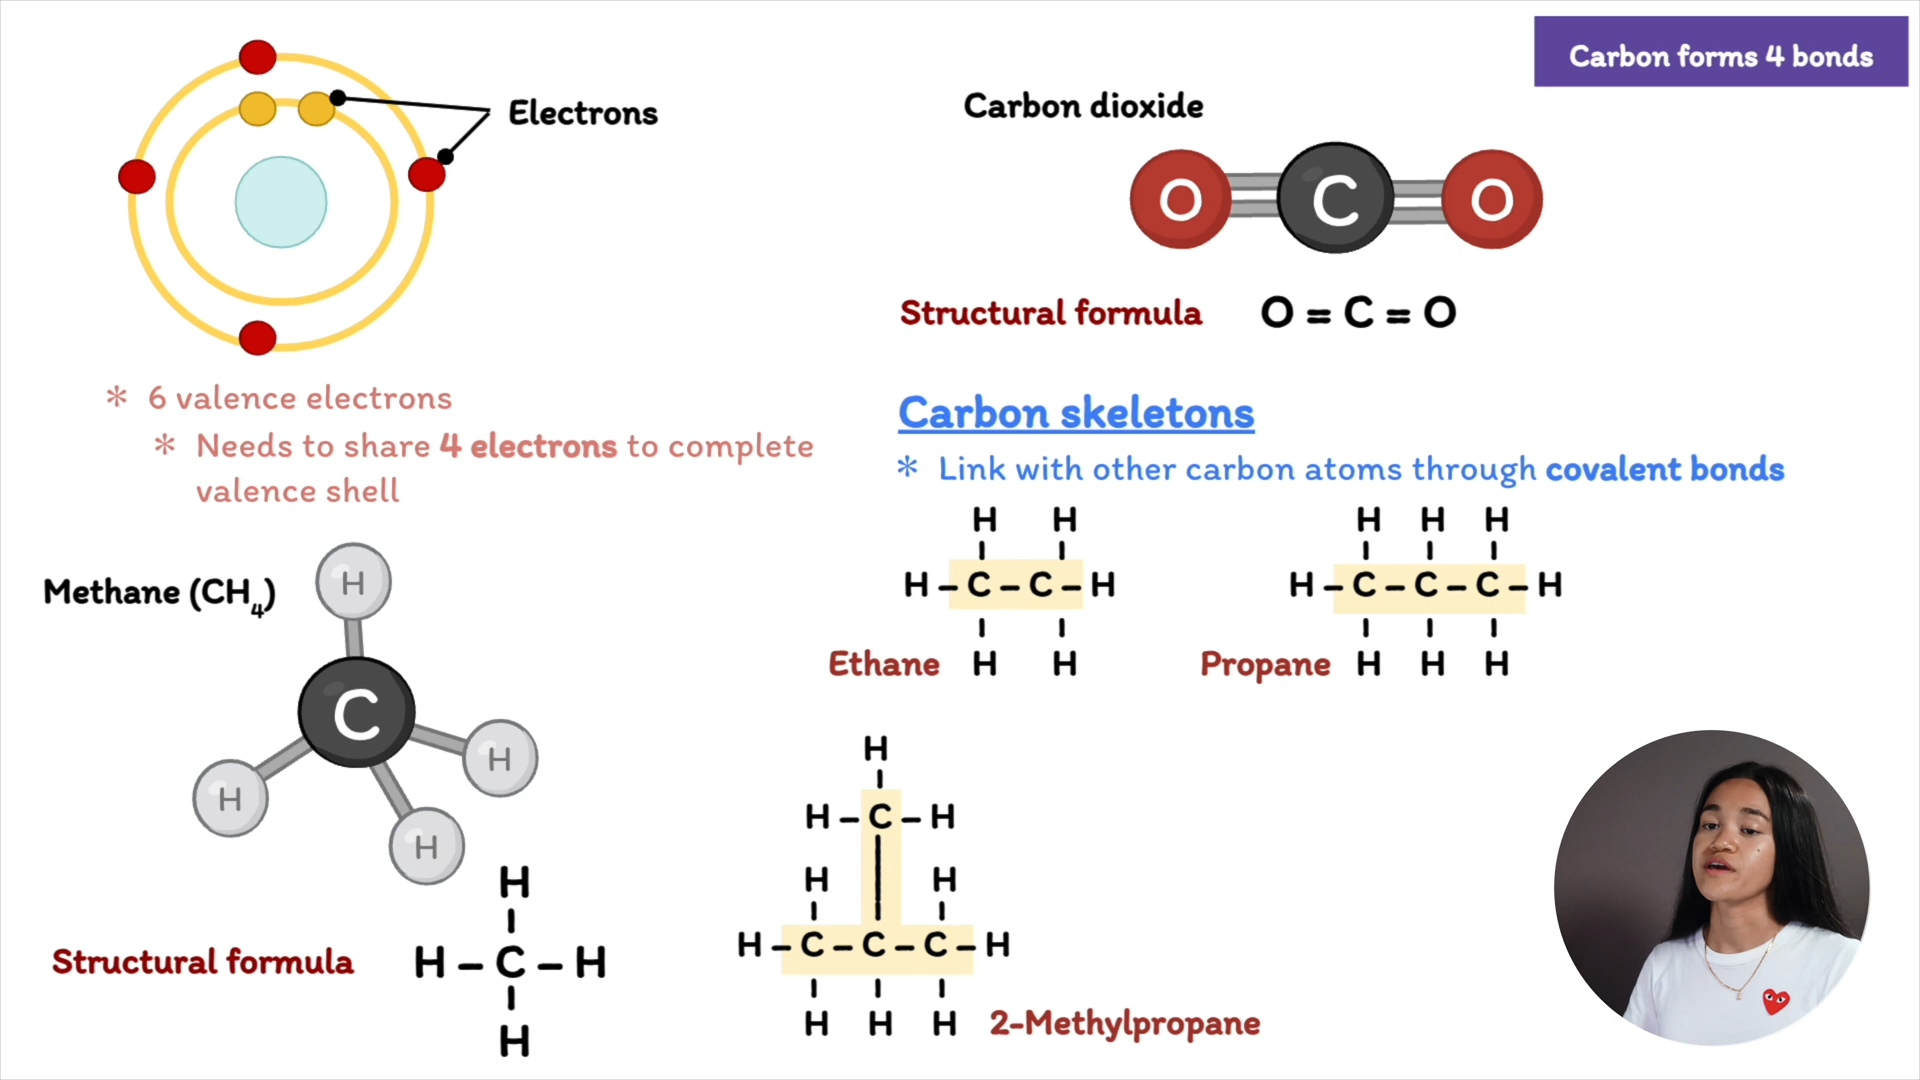 Carbon forms 4 bonds
Electrons
* 6 valence electrons
* Needs to share 4 electrons to complete
valence shell
Methane (CH₄)
H
C
H
H
H
Structural formula
H
H – C – H
H
Carbon dioxide
O C O
Structural formula
O = C = O
Carbon skeletons
* Link with other carbon atoms through covalent bonds
H H
H – C – C – H
Ethane H H
H H H
H – C – C – C – H
Propane H H H
H
H – C – H
H H
H – C – C – C – H
H H H 2-Methylpropane